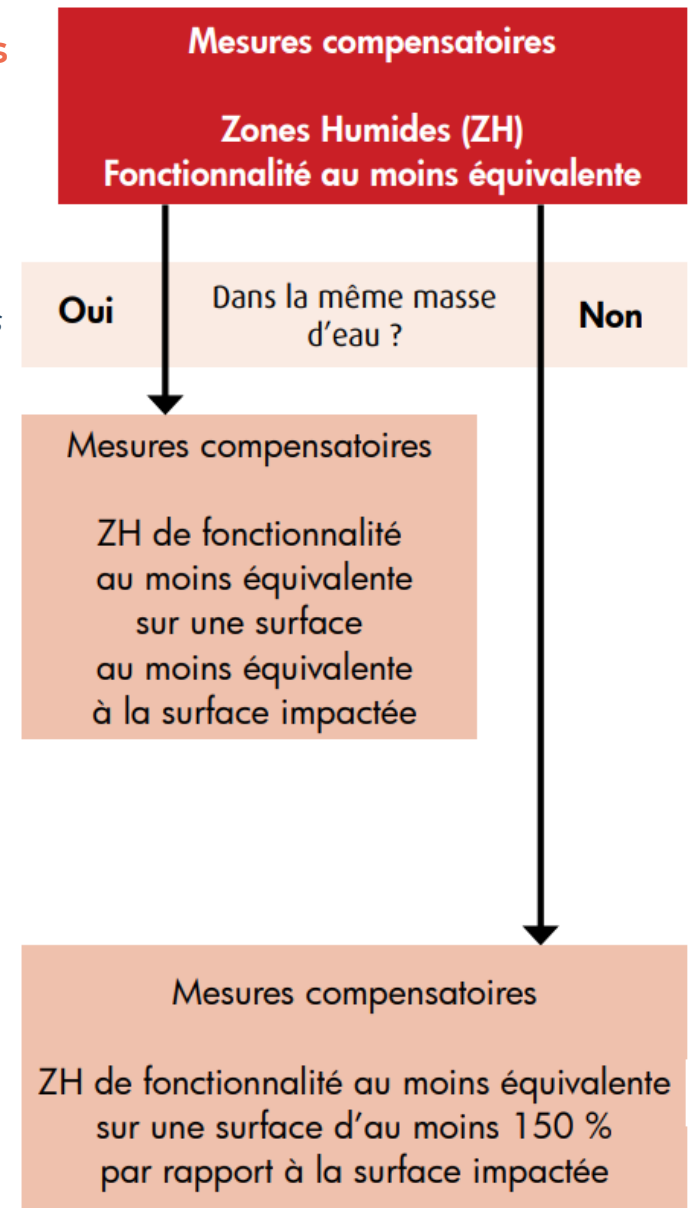 Mesures compensatoires
s
Zones Humides (ZH)
Fonctionnalité au moins équivalente
Oui
Dans la même masse
d'eau ?
Non
s
Mesures compensatoires
ZH de fonctionnalité
au moins équivalente
sur une surface
au moins équivalente
à la surface impactée
Mesures compensatoires
ZH de fonctionnalité au moins équivalente
sur une surface d'au moins 150 %
par rapport à la surface impactée